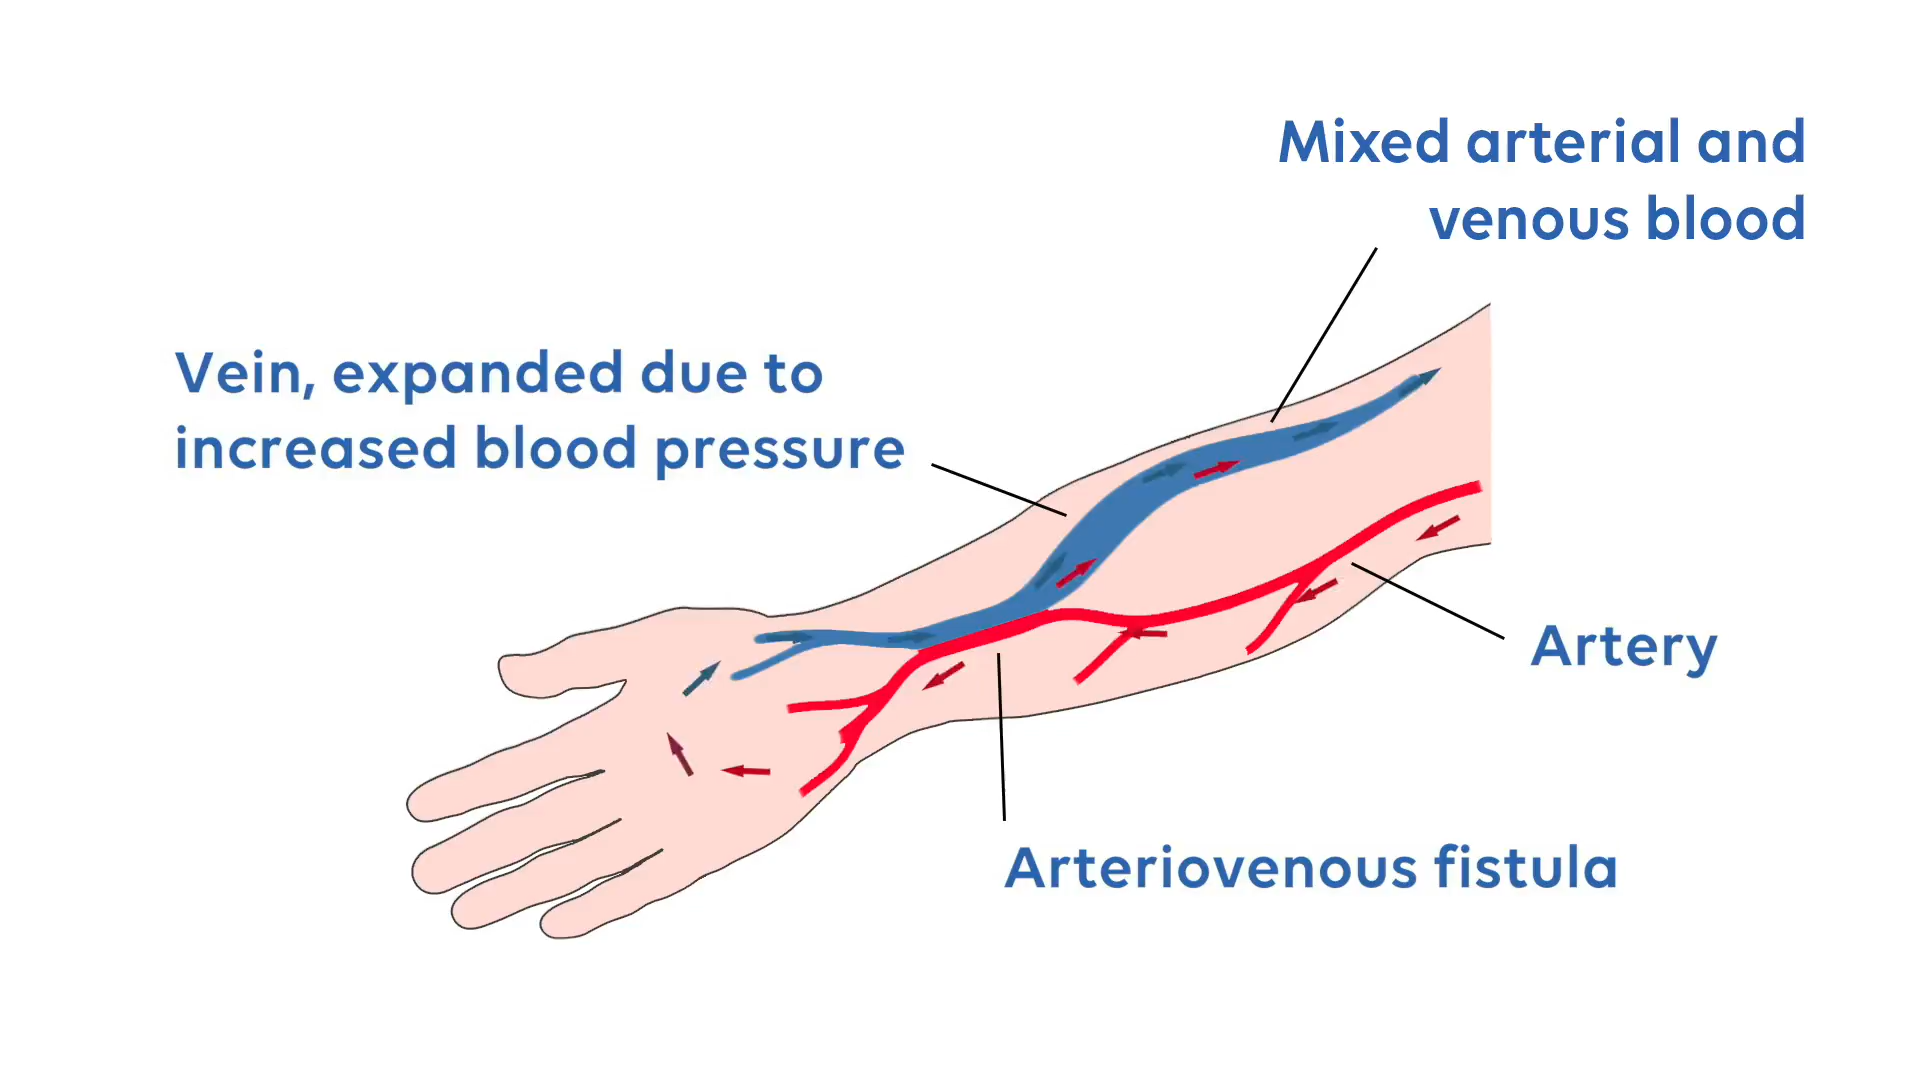 Mixed arterial and
venous blood
Vein, expanded due to
increased blood pressure
Artery
Arteriovenous fistula